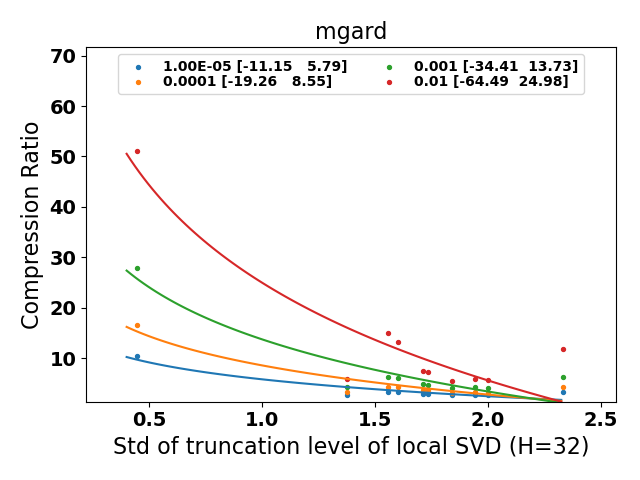 mgard
1.00E-05 [-11.15   5.79]
0.0001 [-19.26   8.55]
0.001 [-34.41  13.73]
0.01 [-64.49  24.98]
Compression Ratio
70
60
50
40
30
20
10
0.5 1.0 1.5 2.0 2.5
Std of truncation level of local SVD (H=32)